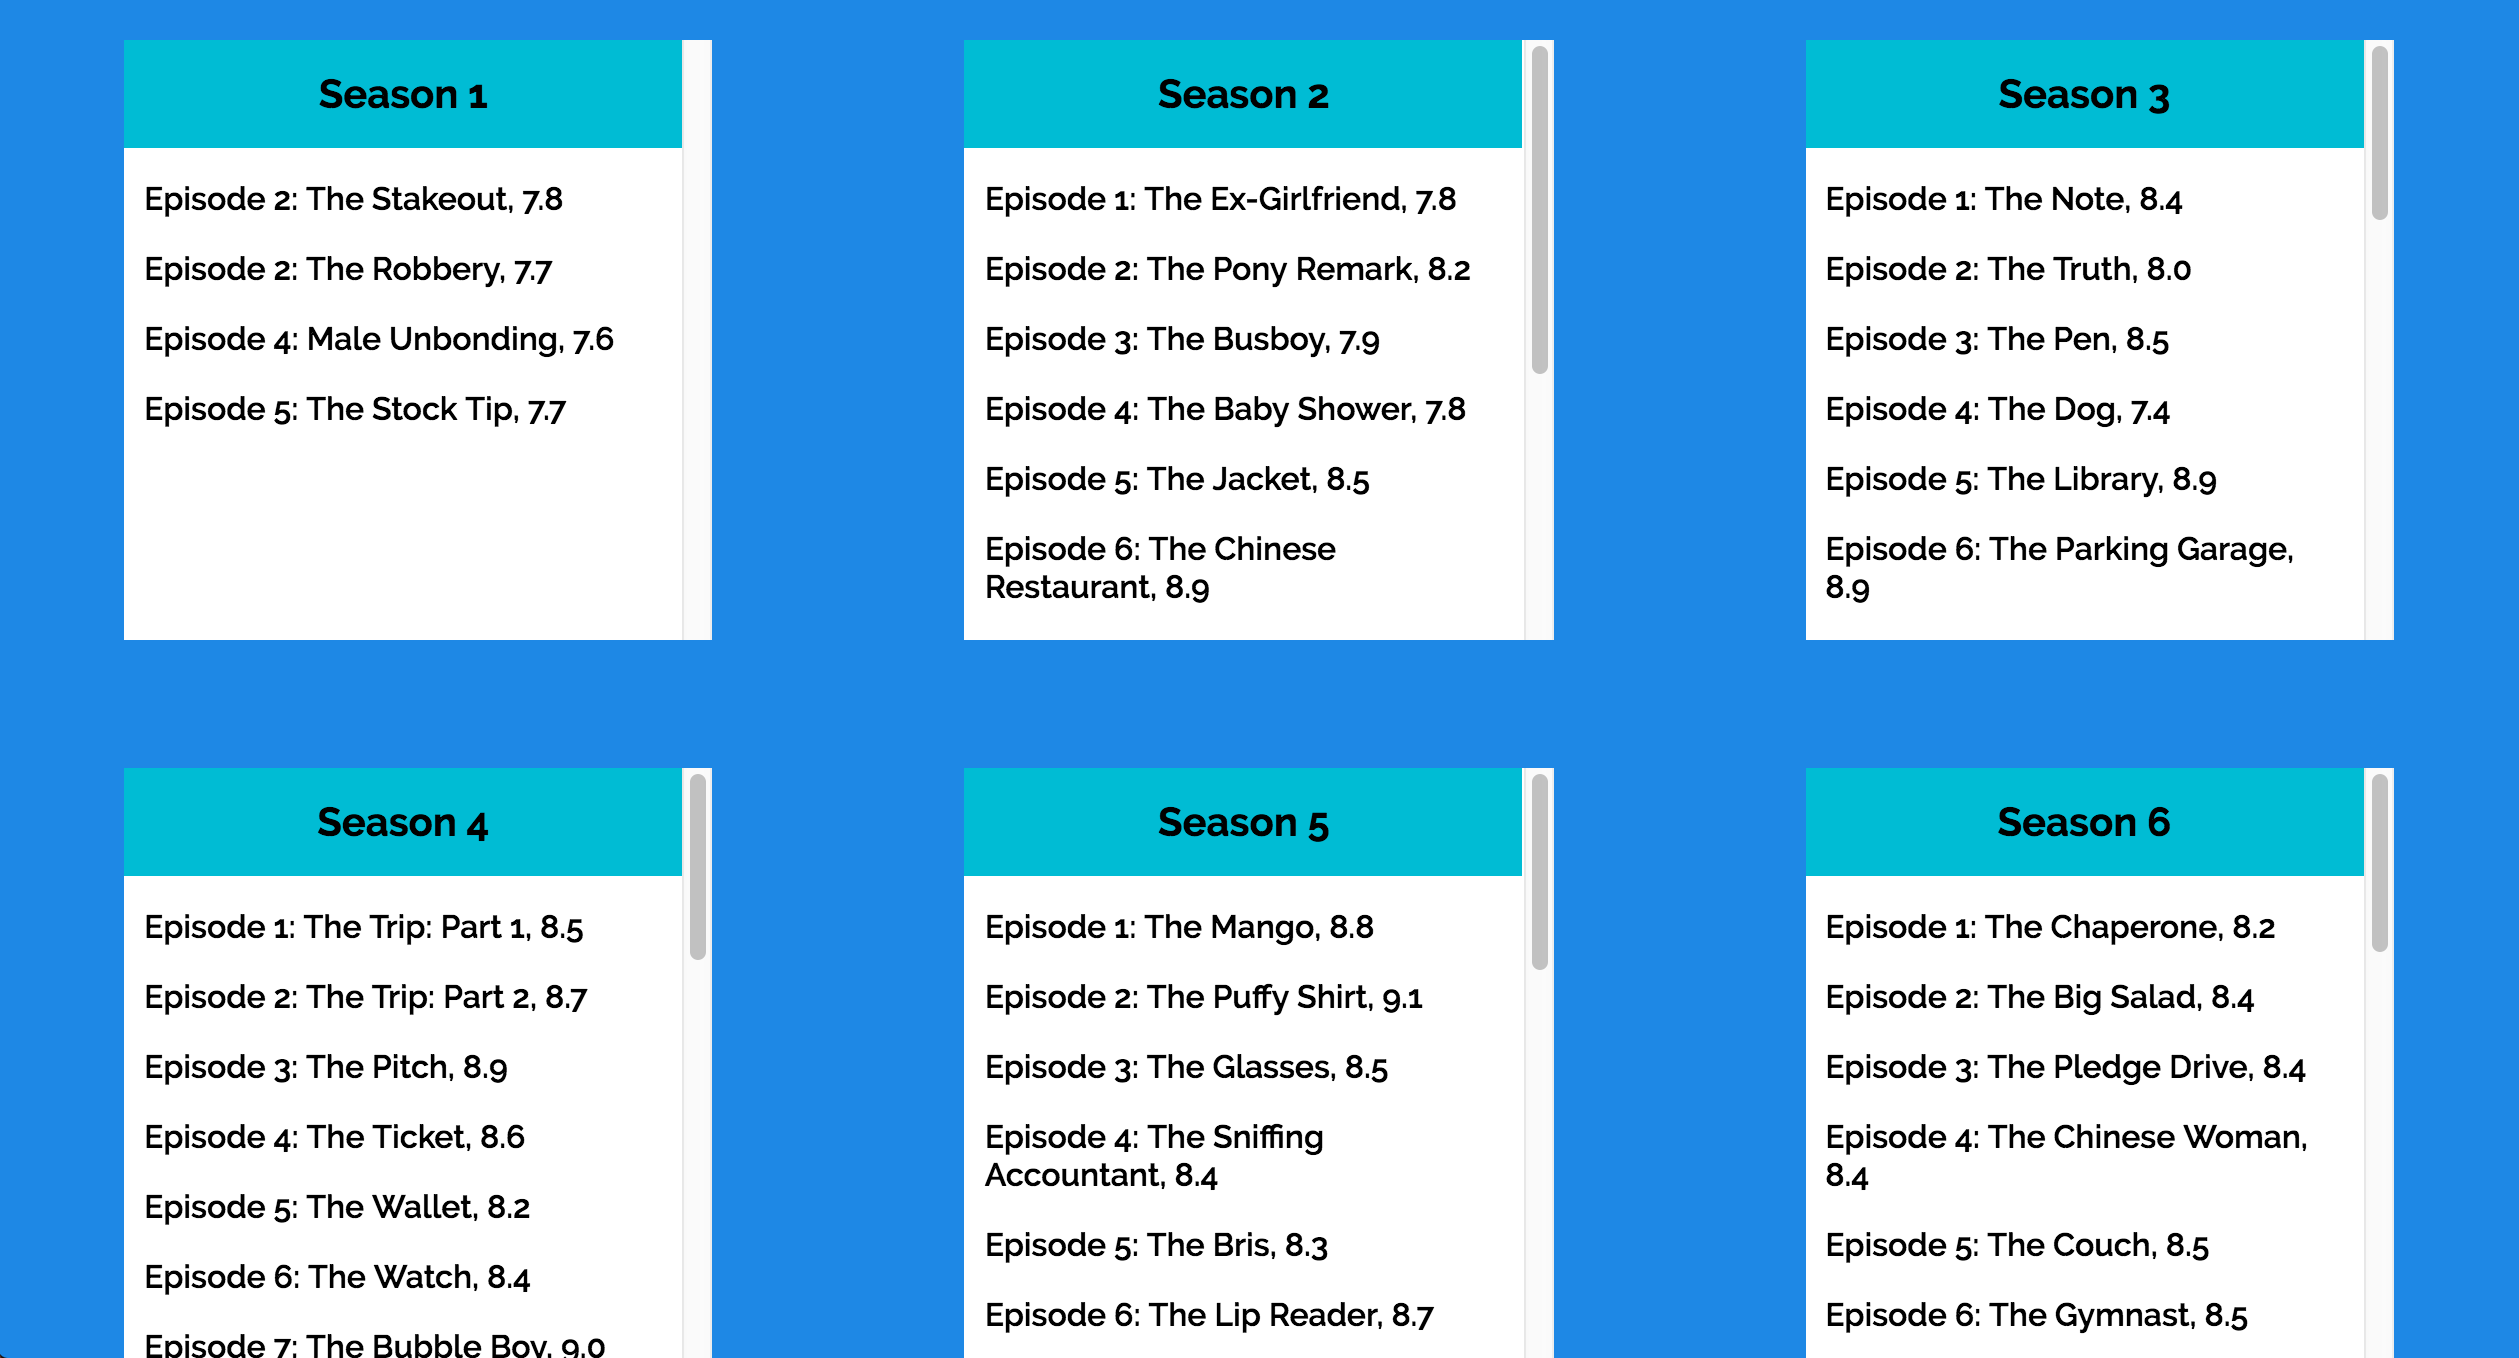 Season 1
Episode 2: The Stakeout, 7.8
Episode 2: The Robbery, 7.7
Episode 4: Male Unbonding, 7.6
Episode 5: The Stock Tip, 7.7
Season 2
Episode 1: The Ex-Girlfriend, 7.8
Episode 2: The Pony Remark, 8.2
Episode 3: The Busboy, 7.9
Episode 4: The Baby Shower, 7.8
Episode 5: The Jacket, 8.5
Episode 6: The Chinese
Restaurant, 8.9
Season 3
Episode 1: The Note, 8.4
Episode 2: The Truth, 8.0
Episode 3: The Pen, 8.5
Episode 4: The Dog, 7.4
Episode 5: The Library, 8.9
Episode 6: The Parking Garage,
8.9
Season 4
Episode 1: The Trip: Part 1, 8.5
Episode 2: The Trip: Part 2, 8.7
Episode 3: The Pitch, 8.9
Episode 4: The Ticket, 8.6
Episode 5: The Wallet, 8.2
Episode 6: The Watch, 8.4
Episode 7: The Bubble Boy, 9.0
Season 5
Episode 1: The Mango, 8.8
Episode 2: The Puffy Shirt, 9.1
Episode 3: The Glasses, 8.5
Episode 4: The Sniffing
Accountant, 8.4
Episode 5: The Bris, 8.3
Episode 6: The Lip Reader, 8.7
Season 6
Episode 1: The Chaperone, 8.2
Episode 2: The Big Salad, 8.4
Episode 3: The Pledge Drive, 8.4
Episode 4: The Chinese Woman,
8.4
Episode 5: The Couch, 8.5
Episode 6: The Gymnast, 8.5